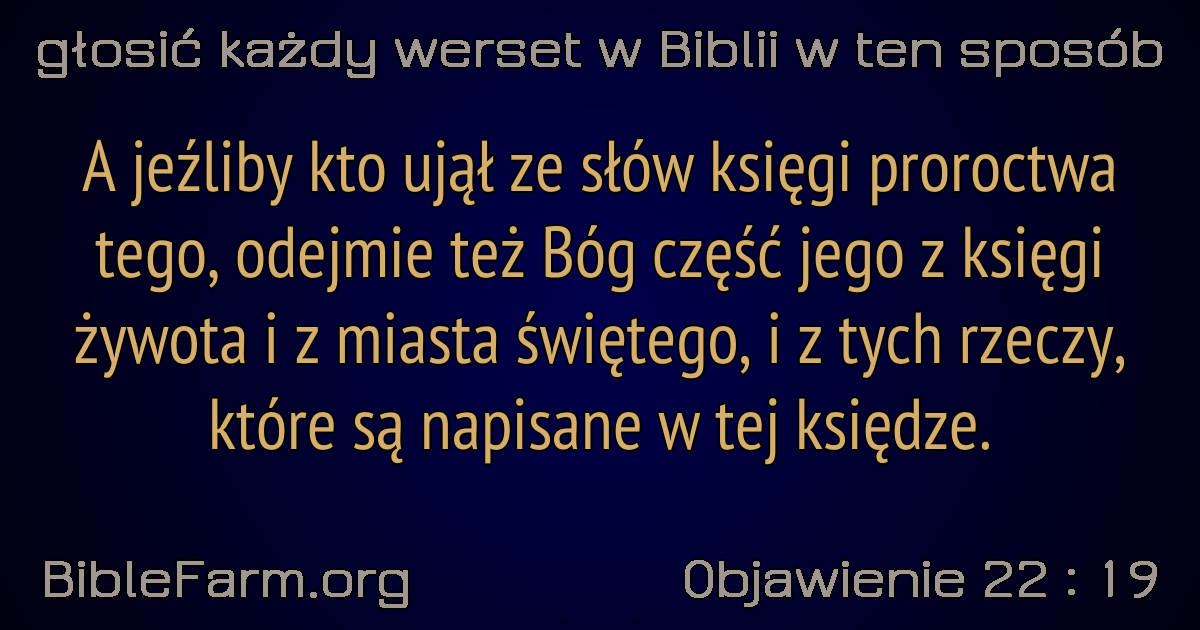 głosić każdy werset w Biblii w ten sposób
A jeźliby kto ujął ze słów księgi proroctwa
tego, odejmie też Bóg część jego z księgi
żywota i z miasta świętego, i z tych rzeczy,
które są napisane w tej księdze.
BibleFarm.org
Objawienie 22 : 19